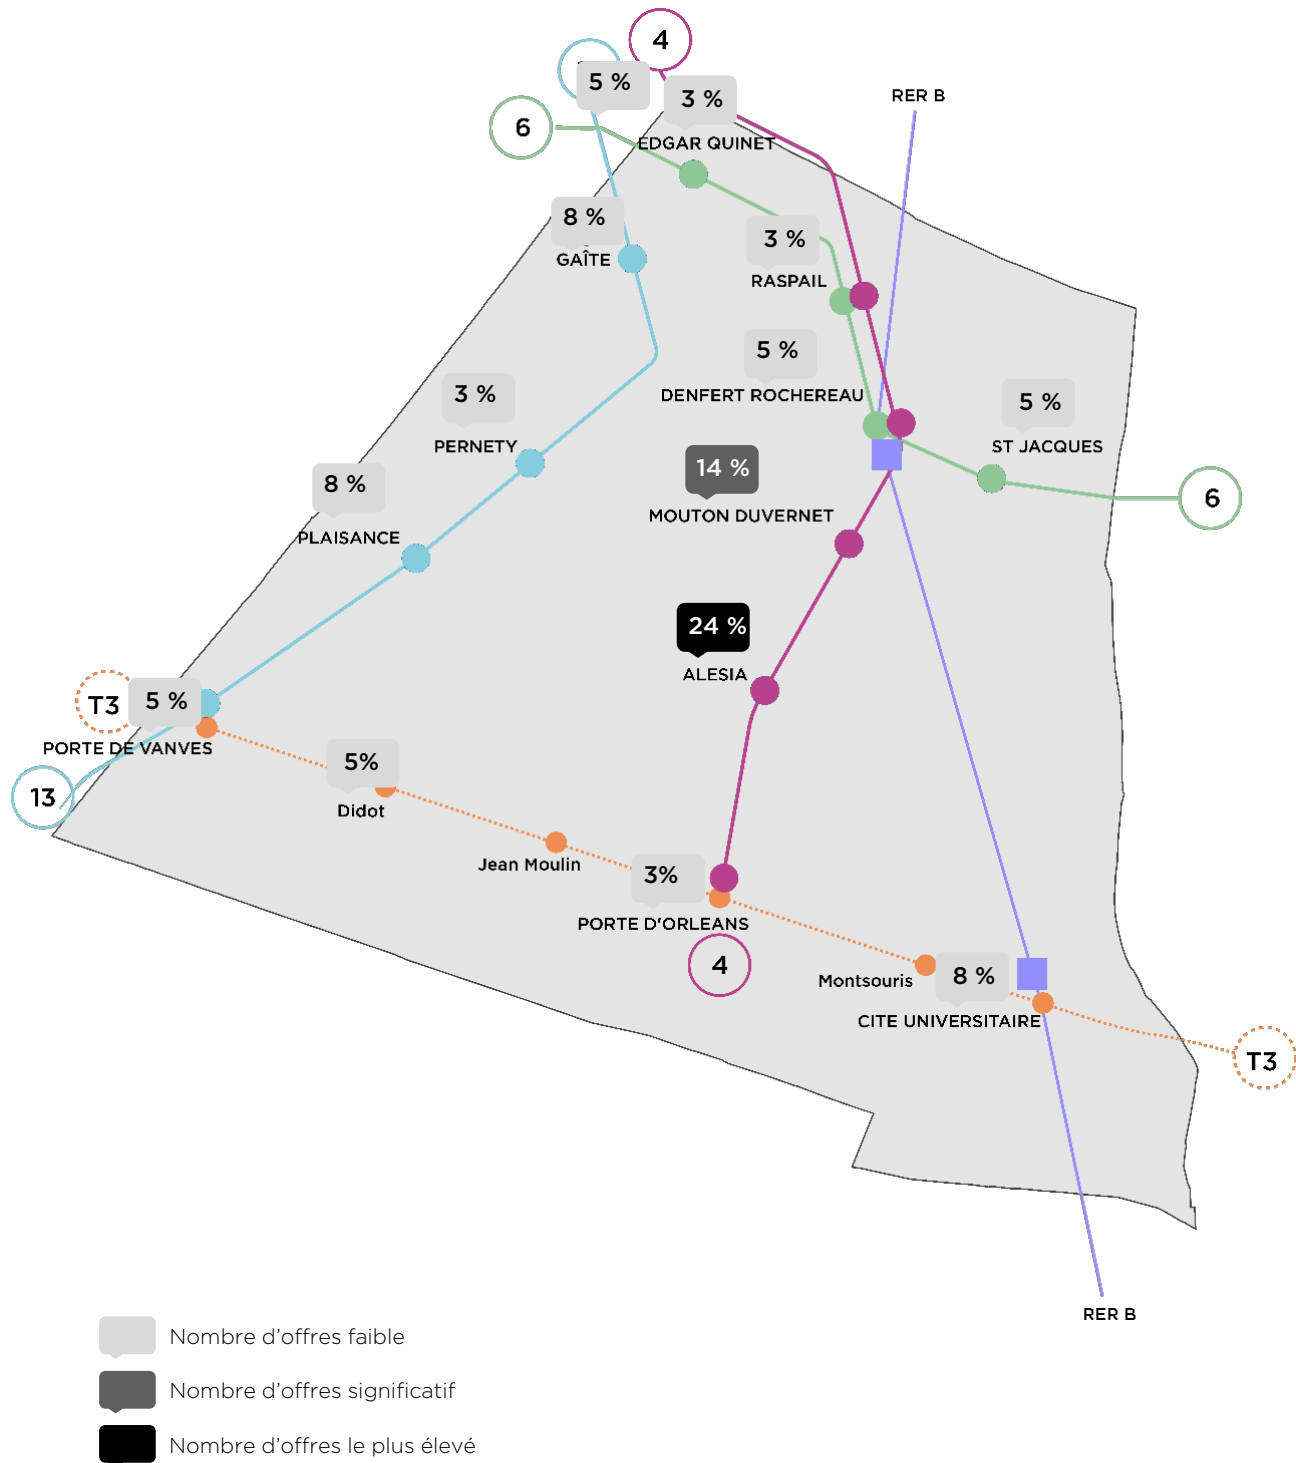 4
5 %
3 %
RER B
6
EDGAR QUINET
8 %
GAÎTE
3 %
RASPAIL
5 %
DENFERT ROCHEREAU
3 %
PERNETY
5 %
ST JACQUES
14 %
MOUTON DUVERNET
8 %
PLAISANCE
6
24 %
ALESIA
T3
5 %
PORTE DE VANVES
13
5%
Didot
Jean Moulin
3%
PORTE D'ORLEANS
4
Montsouris
8 %
CITE UNIVERSITAIRE
T3
RER B
Nombre d'offres faible
Nombre d'offres significatif
Nombre d'offres le plus élevé